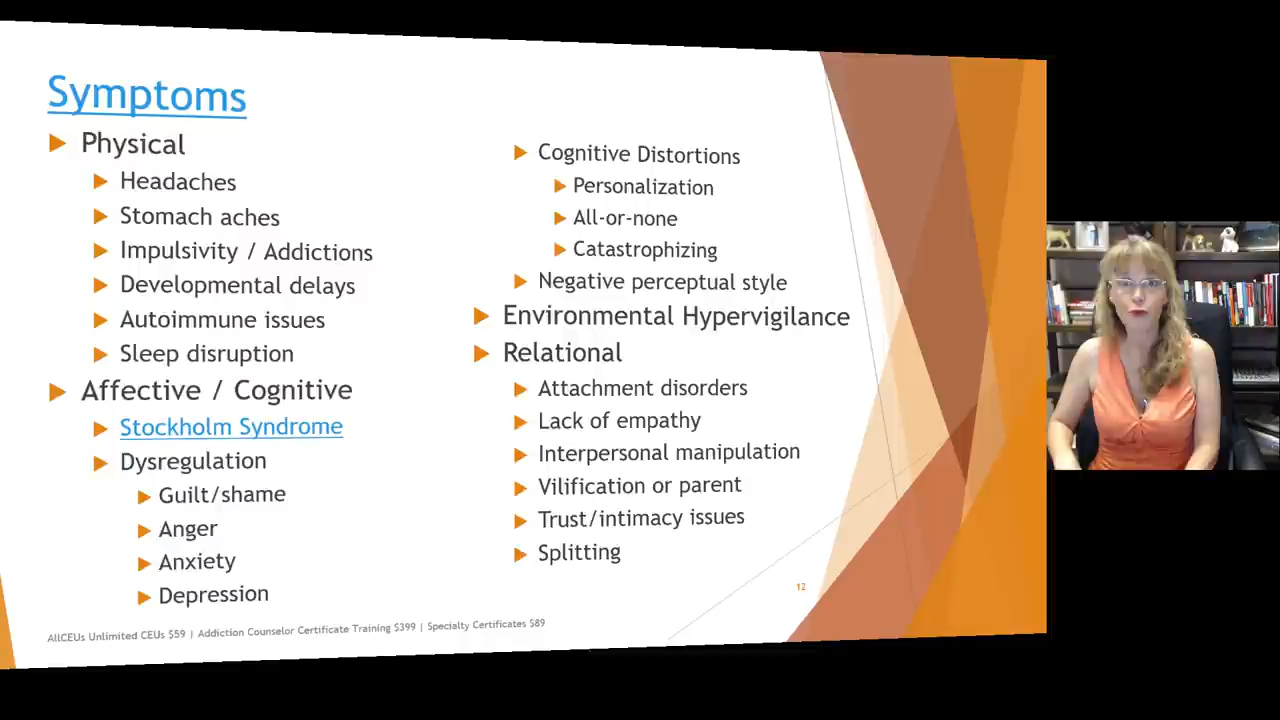 Symptoms
Physical
Headaches
Stomach aches
Impulsivity / Addictions
Developmental delays
Autoimmune issues
Sleep disruption
Affective / Cognitive
Stockholm Syndrome
Dysregulation
Guilt/shame
Anger
Anxiety
Depression
Cognitive Distortions
Personalization
All-or-none
Catastrophizing
Negative perceptual style
Environmental Hypervigilance
Relational
Attachment disorders
Lack of empathy
Interpersonal manipulation
Vilification or parent
Trust/intimacy issues
Splitting
12
AllCEUs Unlimited CEUs $59 | Addiction Counselor Certificate Training $399 | Specialty Certificates $89